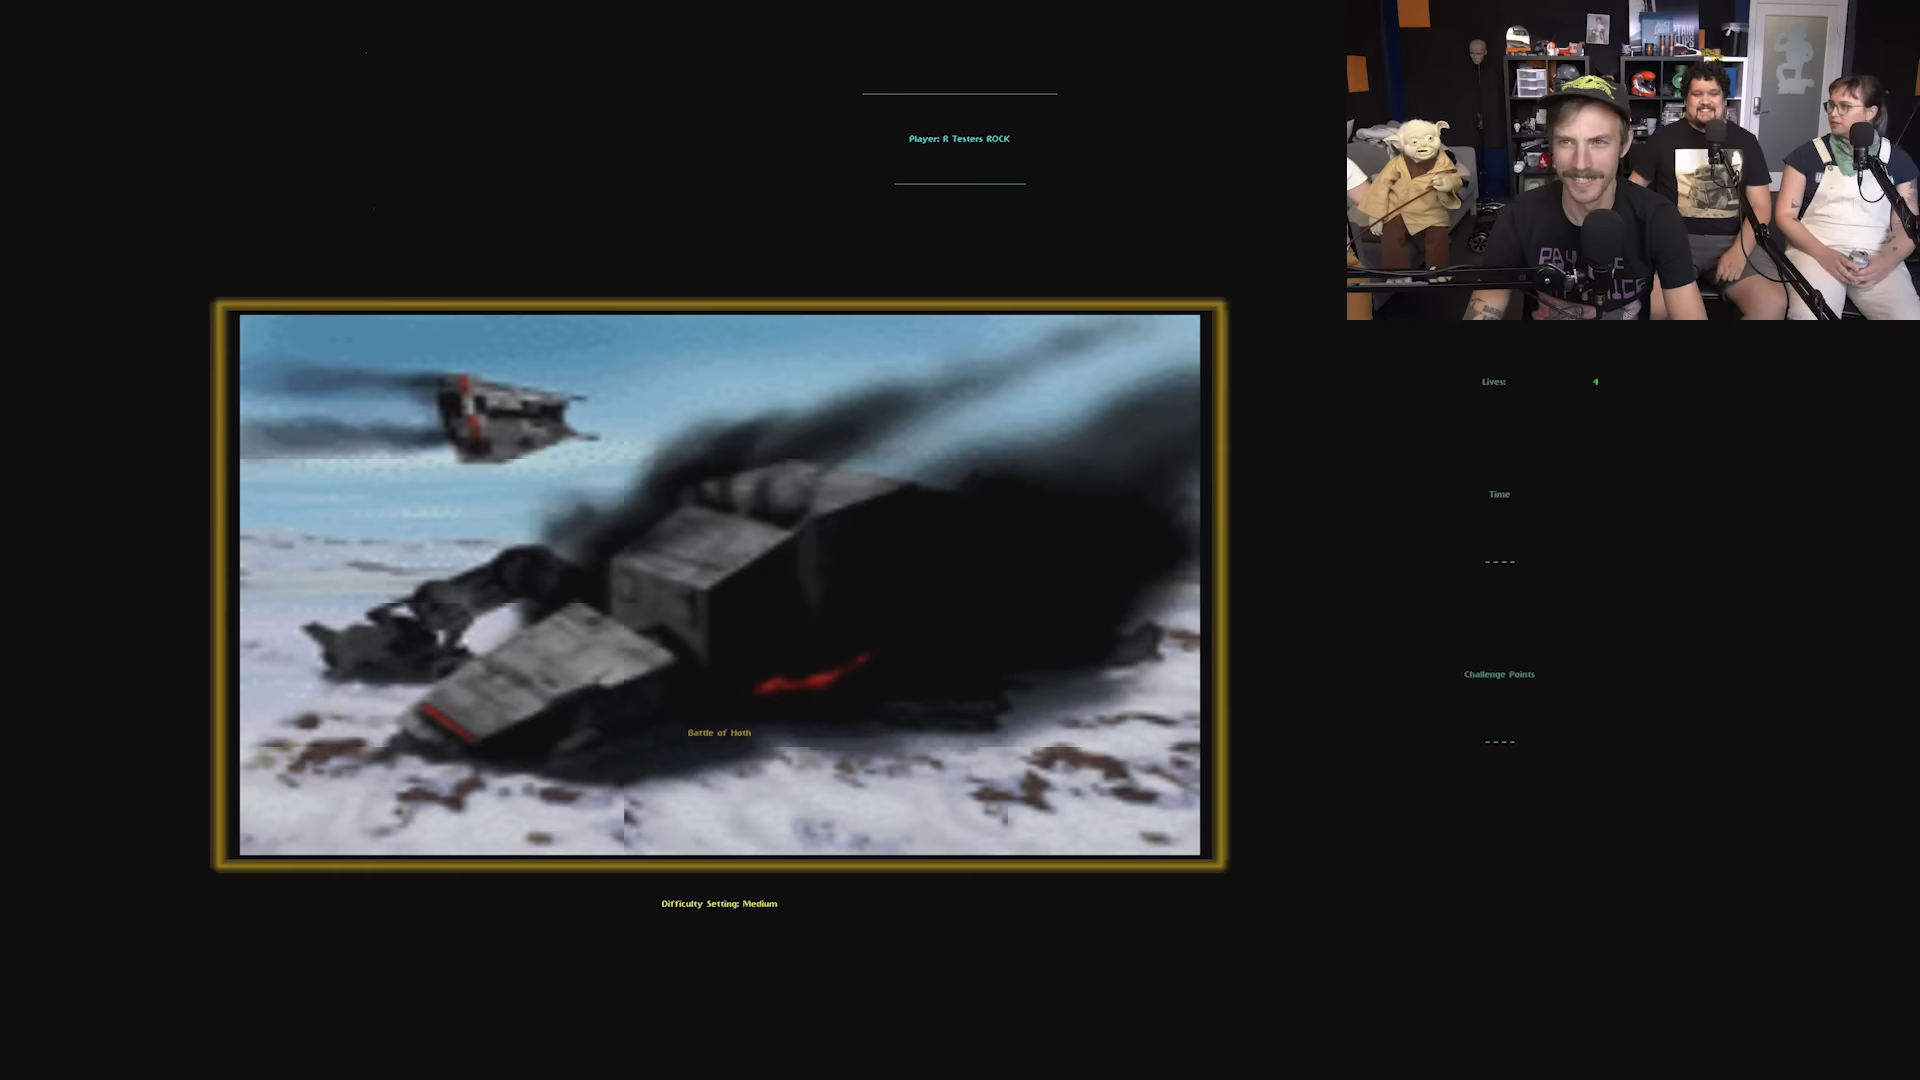 Player: R Testers ROCK
Lives: 4
Time
----
Challenge Points
----
Battle of Hoth
Difficulty Setting: Medium